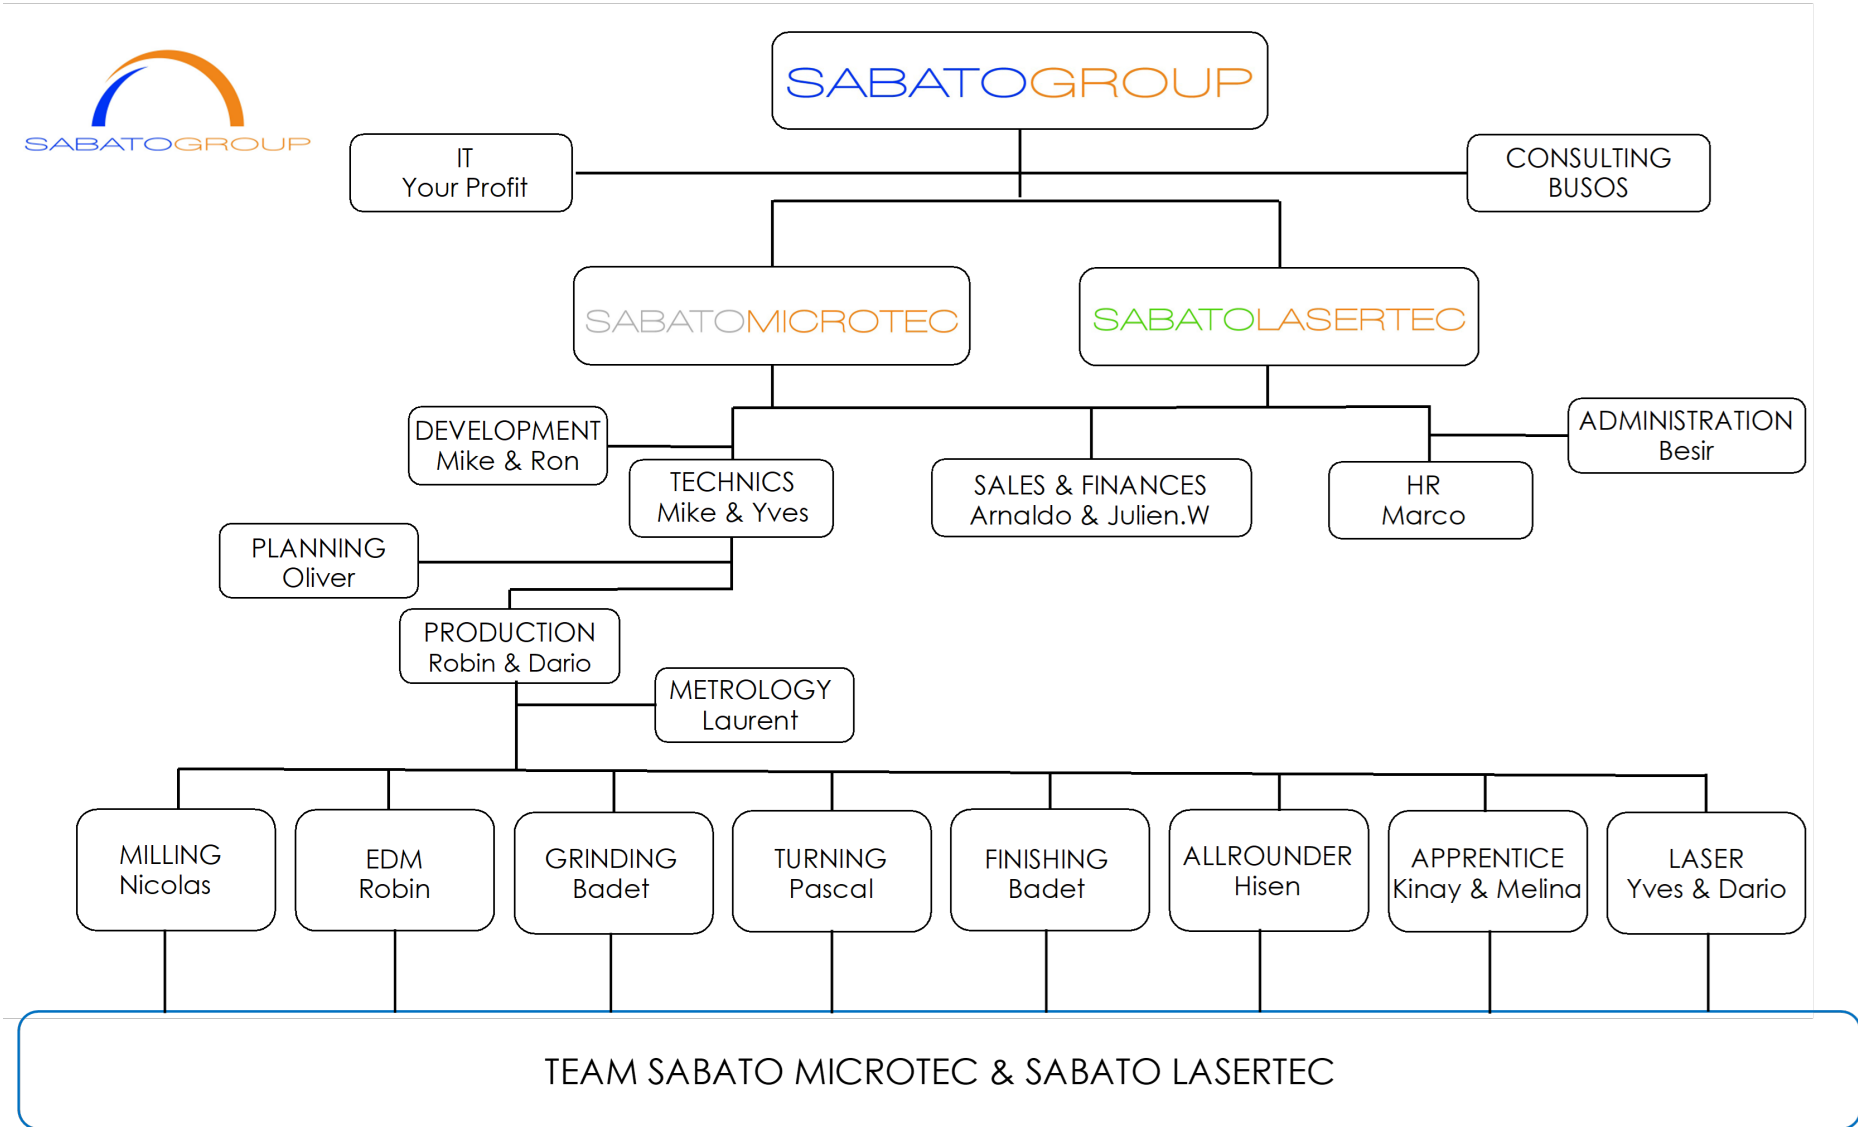 SABATOGROUP
SABATOGROUP
IT
Your Profit
CONSULTING
BUSOS
SABATOMICROTEC
SABATOLASERTEC
DEVELOPMENT
Mike & Ron
TECHNICS
Mike & Yves
SALES & FINANCES
Arnaldo & Julien.W
HR
Marco
ADMINISTRATION
Besir
PLANNING
Oliver
PRODUCTION
Robin & Dario
METROLOGY
Laurent
MILLING
Nicolas
EDM
Robin
GRINDING
Badet
TURNING
Pascal
FINISHING
Badet
ALLROUNDER
Hisen
APPRENTICE
Kinay & Melina
LASER
Yves & Dario
TEAM SABATO MICROTEC & SABATO LASERTEC